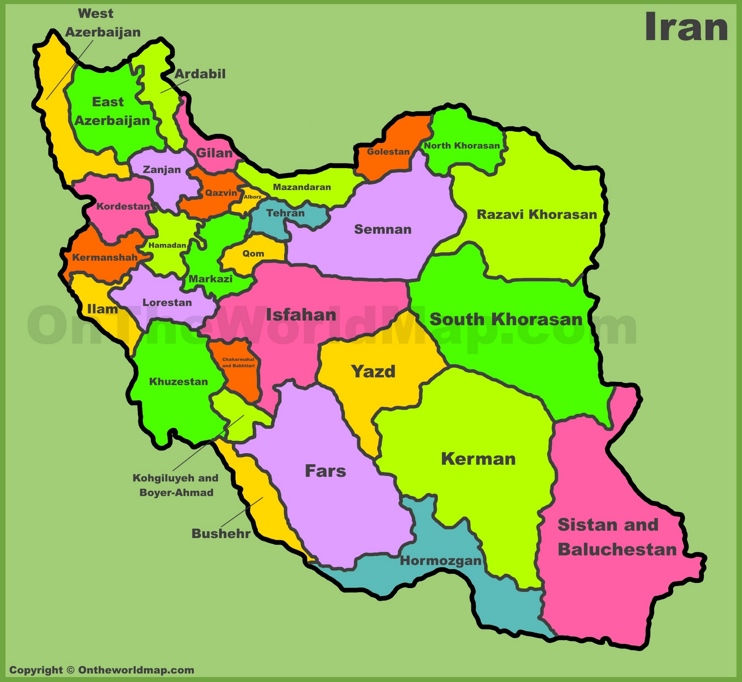 Iran
West
Azerbaijan
Ardabil
East
Azerbaijan
Gilan
Zanjan
Golestan
North Khorasan
Qazvin
Alborz
Mazandaran
Razavi Khorasan
Kordestan
Tehran
Semnan
Hamadan
Kermanshah
Qom
Markazi
Ilam
Lorestan
Isfahan
South Khorasan
OnTheWorldMap.com
Chaharmahal
and Bakhtiari
Yazd
Khuzestan
Fars
Kerman
Kohgiluyeh and
Boyer-Ahmad
Bushehr
Sistan and
Baluchestan
Hormozgan
Copyright © Ontheworldmap.com